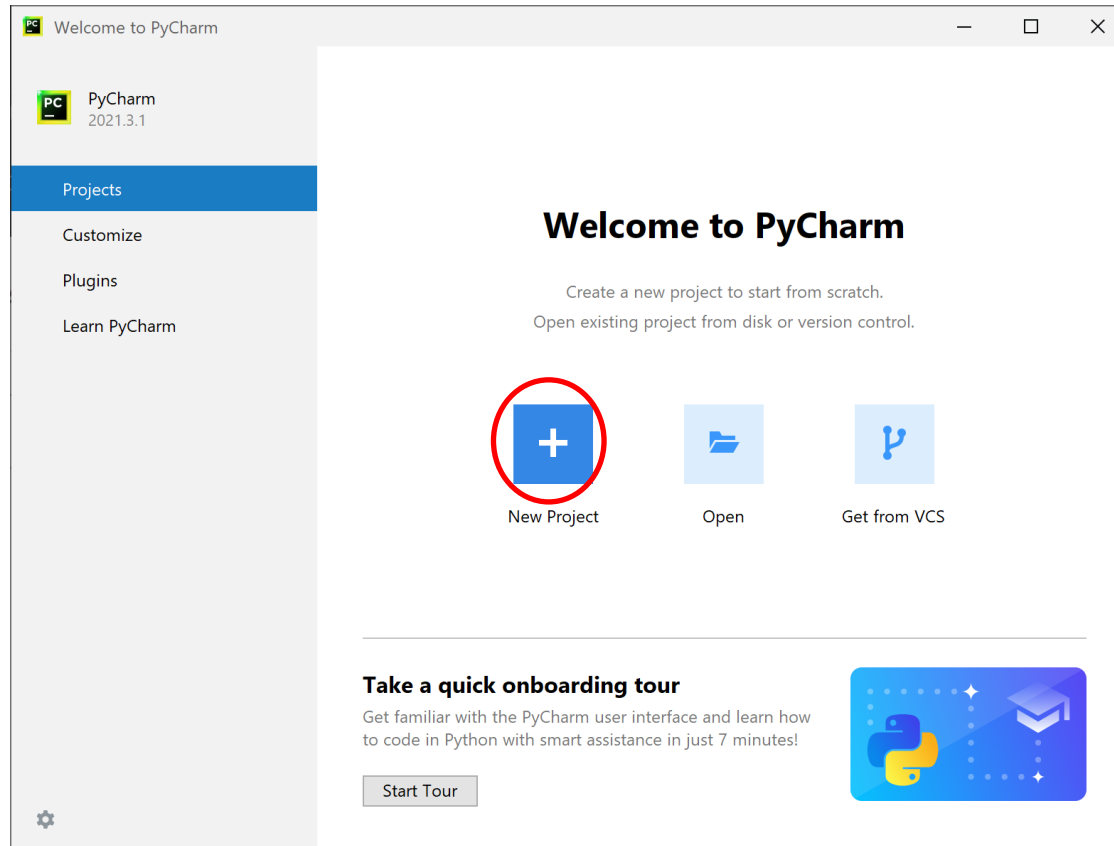 Welcome to PyCharm
PC
PyCharm
2021.3.1
Projects
Customize
Plugins
Learn PyCharm
Welcome to PyCharm
Create a new project to start from scratch.
Open existing project from disk or version control.
New Project
Open
Get from VCS
Take a quick onboarding tour
Get familiar with the PyCharm user interface and learn how
to code in Python with smart assistance in just 7 minutes!
Start Tour